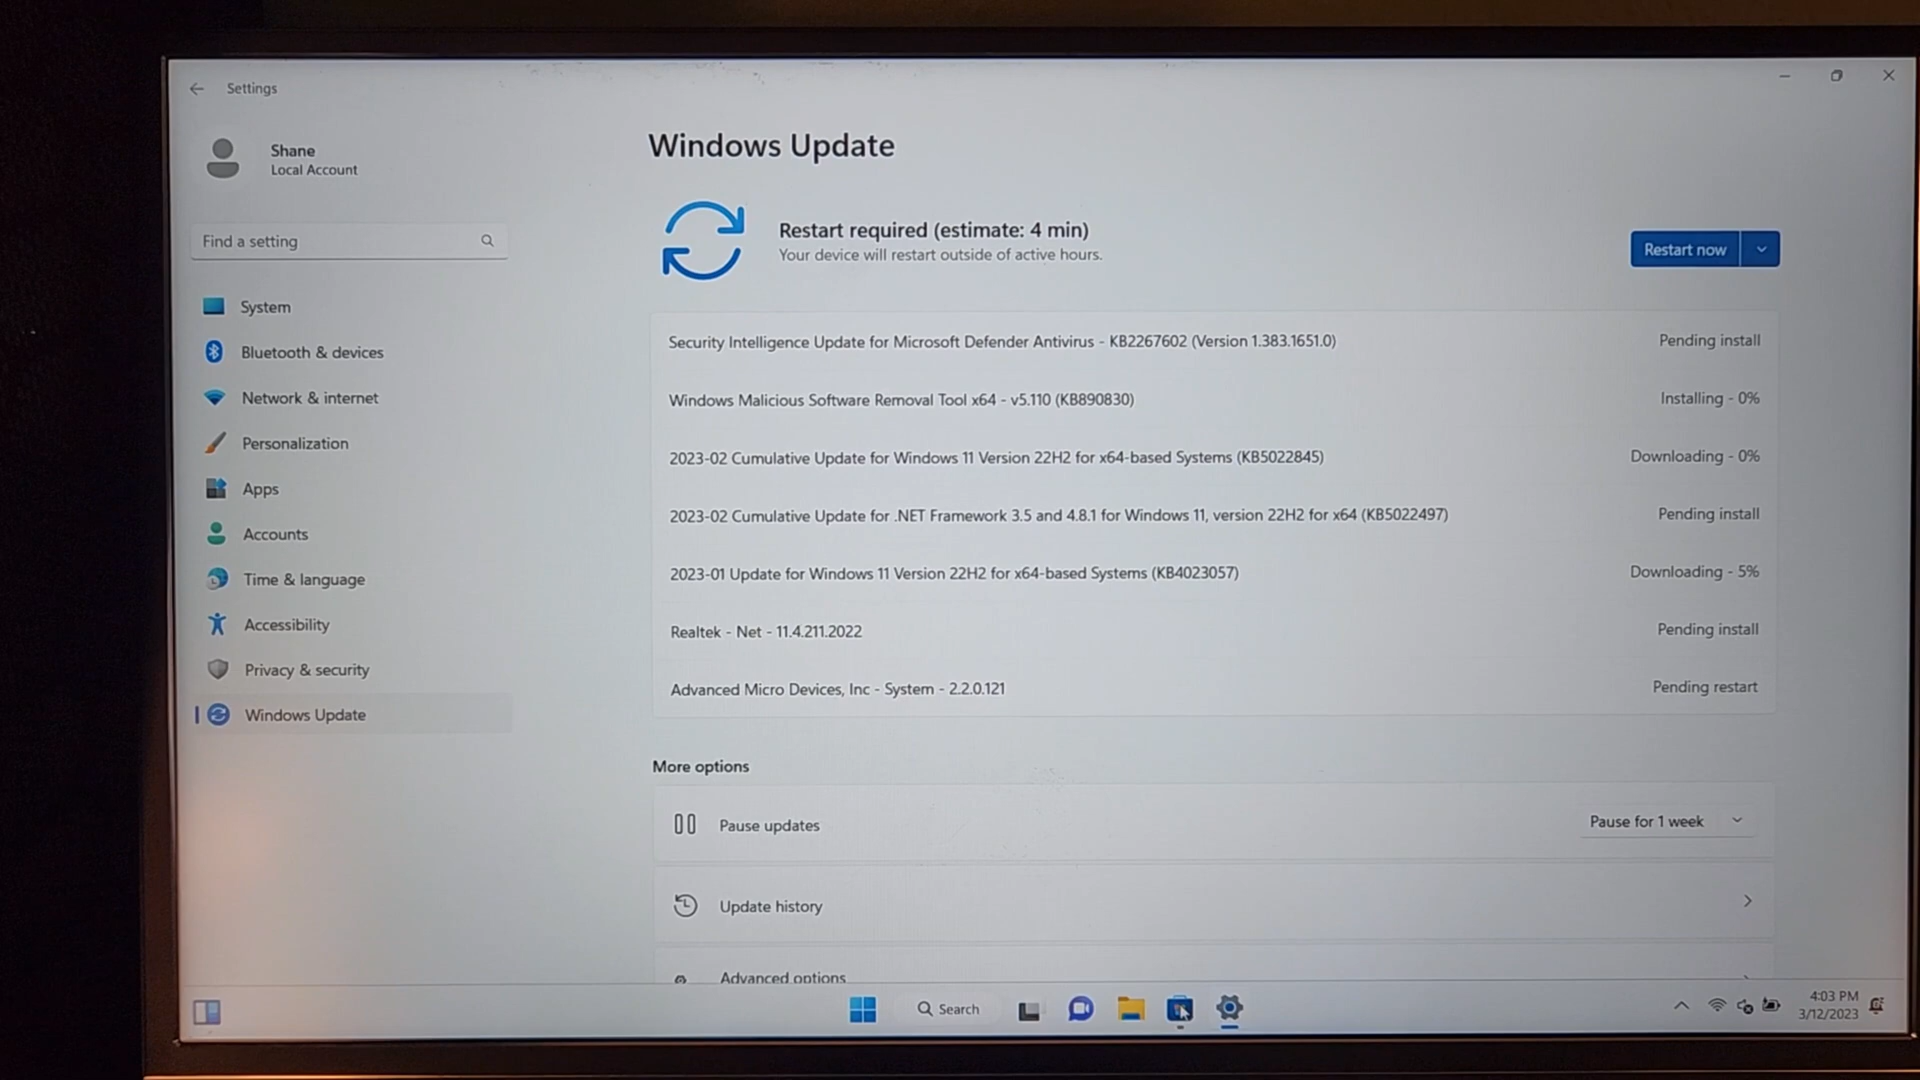 Settings
Shane
Local Account
Find a setting
System
Bluetooth & devices
Network & internet
Personalization
Apps
Accounts
Time & language
Accessibility
Privacy & security
Windows Update
Windows Update
Restart required (estimate: 4 min)
Your device will restart outside of active hours.
Restart now
Security Intelligence Update for Microsoft Defender Antivirus - KB2267602 (Version 1.383.1651.0) Pending install
Windows Malicious Software Removal Tool x64 - v5.110 (KB890830) Installing - 0%
2023-02 Cumulative Update for Windows 11 Version 22H2 for x64-based Systems (KB5022845) Downloading - 0%
2023-02 Cumulative Update for .NET Framework 3.5 and 4.8.1 for Windows 11, version 22H2 for x64 (KB5022497) Pending install
2023-01 Update for Windows 11 Version 22H2 for x64-based Systems (KB4023057) Downloading - 5%
Realtek - Net - 11.4.211.2022 Pending install
Advanced Micro Devices, Inc - System - 2.2.0.121 Pending restart
More options
Pause updates Pause for 1 week
Update history
Advanced options
Search
4:03 PM
3/12/2023